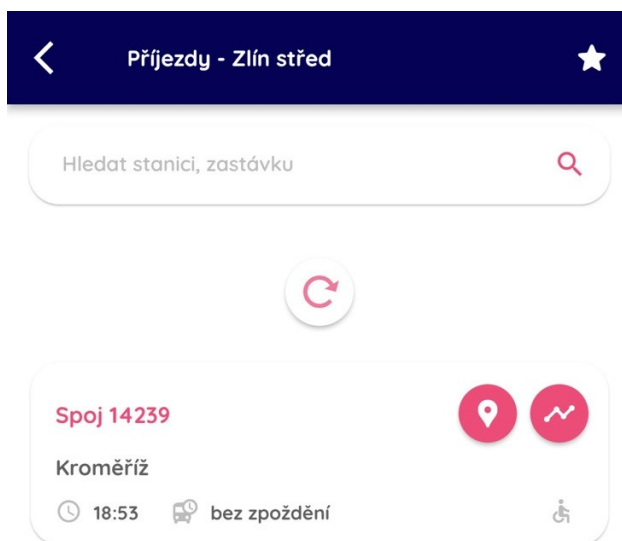 Příjezdy - Zlín střed
Hledat stanici, zastávku
Spoj 14239
Kroměříž
18:53 bez zpoždění